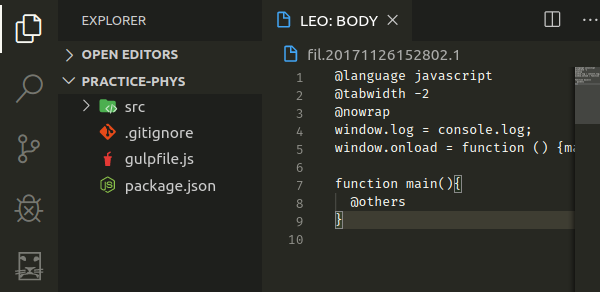 EXPLORER
OPEN EDITORS
PRACTICE-PHYS
src
.gitignore
gulpfile.js
package.json
LEO: BODY
fil.20171126152802.1
1 @language javascript
2 @tabwidth -2
3 @nowrap
4 window.log = console.log;
5 window.onload = function () {ma
6
7 function main(){
8 @others
9 }
10